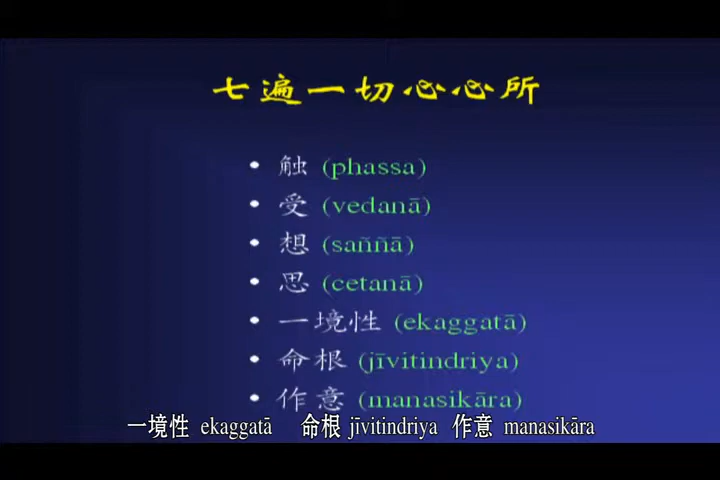 七遍一切心心所
• 触 (phassa)
• 受 (vedanā)
• 想 (saññā)
• 思 (cetanā)
• 一境性 (ekaggatā)
• 命根 (jīvitindriya)
• 作意 (manasikāra)
一境性 ekaggatā 命根 jīvitindriya 作意 manasikāra